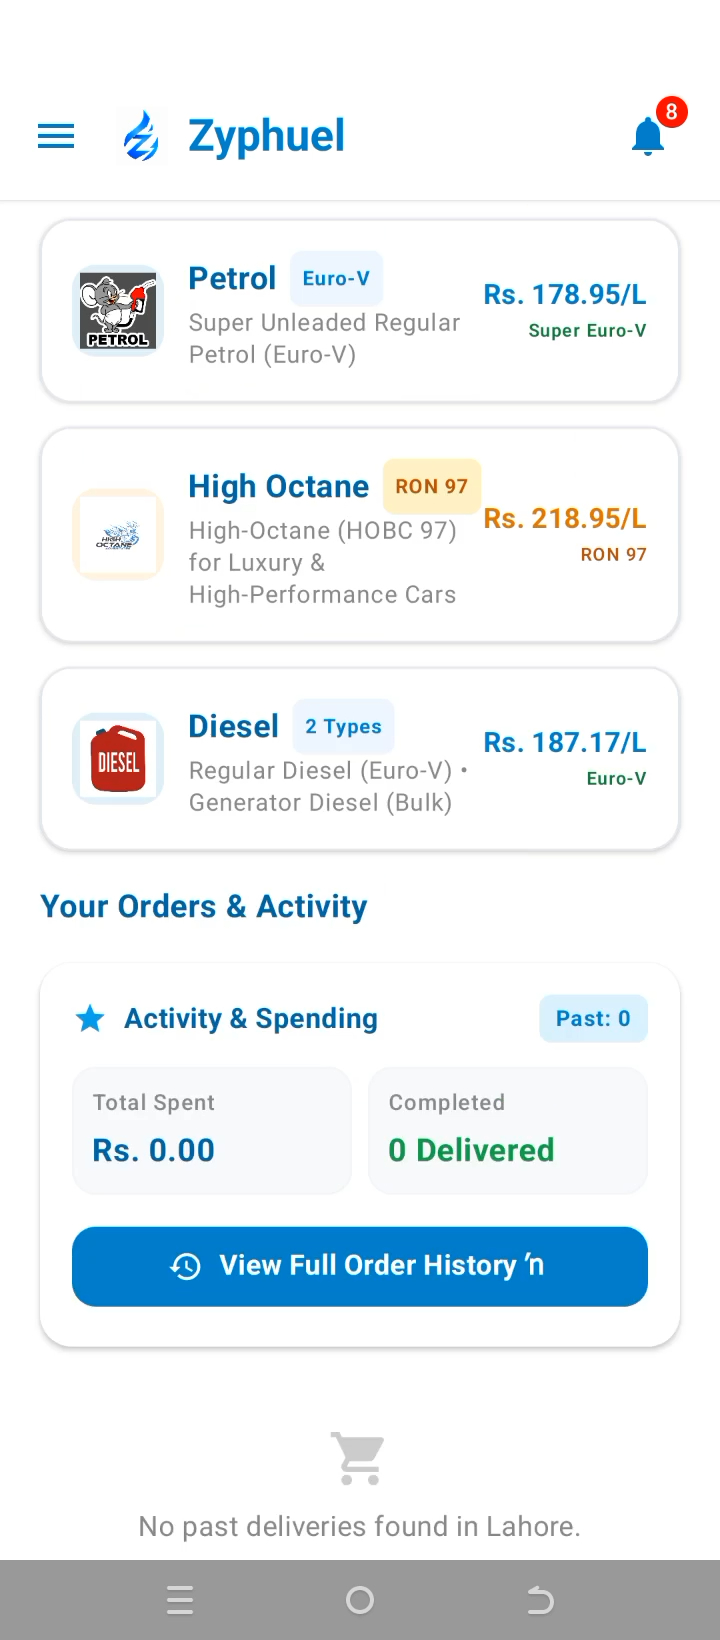 Zyphuel
8
Petrol Euro-V
Super Unleaded Regular
Petrol (Euro-V)
Rs. 178.95/L
Super Euro-V
PETROL
High Octane RON 97
High-Octane (HOBC 97)
for Luxury &
High-Performance Cars
Rs. 218.95/L
RON 97
HIGH
OCTANE
Diesel 2 Types
Regular Diesel (Euro-V) •
Generator Diesel (Bulk)
Rs. 187.17/L
Euro-V
DIESEL
Your Orders & Activity
Activity & Spending
Past: 0
Total Spent
Rs. 0.00
Completed
0 Delivered
View Full Order History ŉ
No past deliveries found in Lahore.